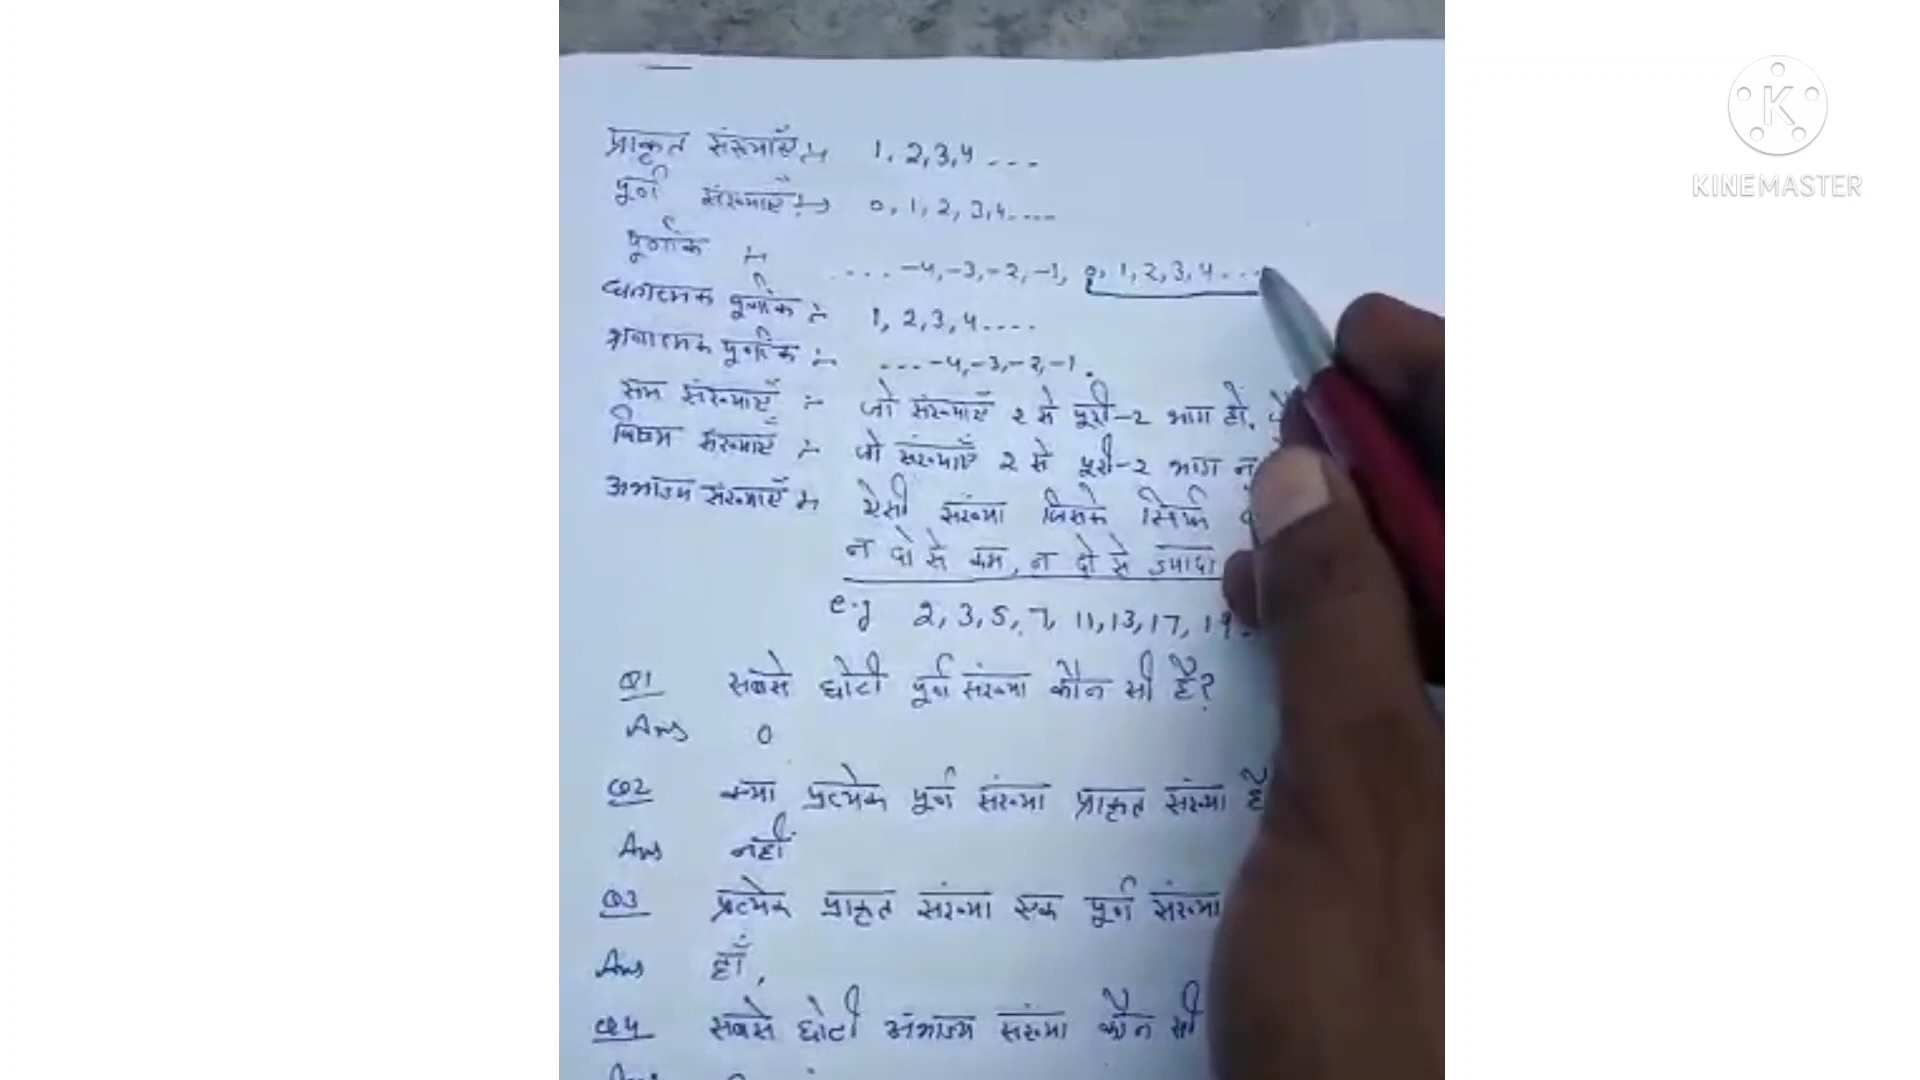 प्राकृत संख्याएँ :→ 1, 2, 3, 4 ---
पूर्ण संख्याएँ :→ 0, 1, 2, 3, 4....
पूर्णांक :-
.... -4, -3, -2, -1, 0, 1, 2, 3, 4 ....
धनात्मक पूर्णांक :- 1, 2, 3, 4....
ऋणात्मक पूर्णांक :- ... -4, -3, -2, -1.
सम संख्याएँ :- जो संख्याएँ 2 से पूरी-2 भाग हो,
विषम संख्याएँ :- जो संख्याएँ 2 से पूरी-2 भाग
अभाज्य संख्याएँ :- ऐसी संख्या जिसके सिर्फ
न दो से कम, न दो से ज्यादा
e.g 2, 3, 5, 7, 11, 13, 17, 19
Q1 सबसे छोटी पूर्ण संख्या कौन सी है?
Ans 0
Q2 क्या प्रत्येक पूर्ण संख्या प्राकृत संख्या है
Ans नहीं
Q3 प्रत्येक प्राकृत संख्या एक पूर्ण संख्या
Ans हाँ,
Q4 सबसे छोटी अभाज्य संख्या कौन सी
Ans
K
KINEMASTER